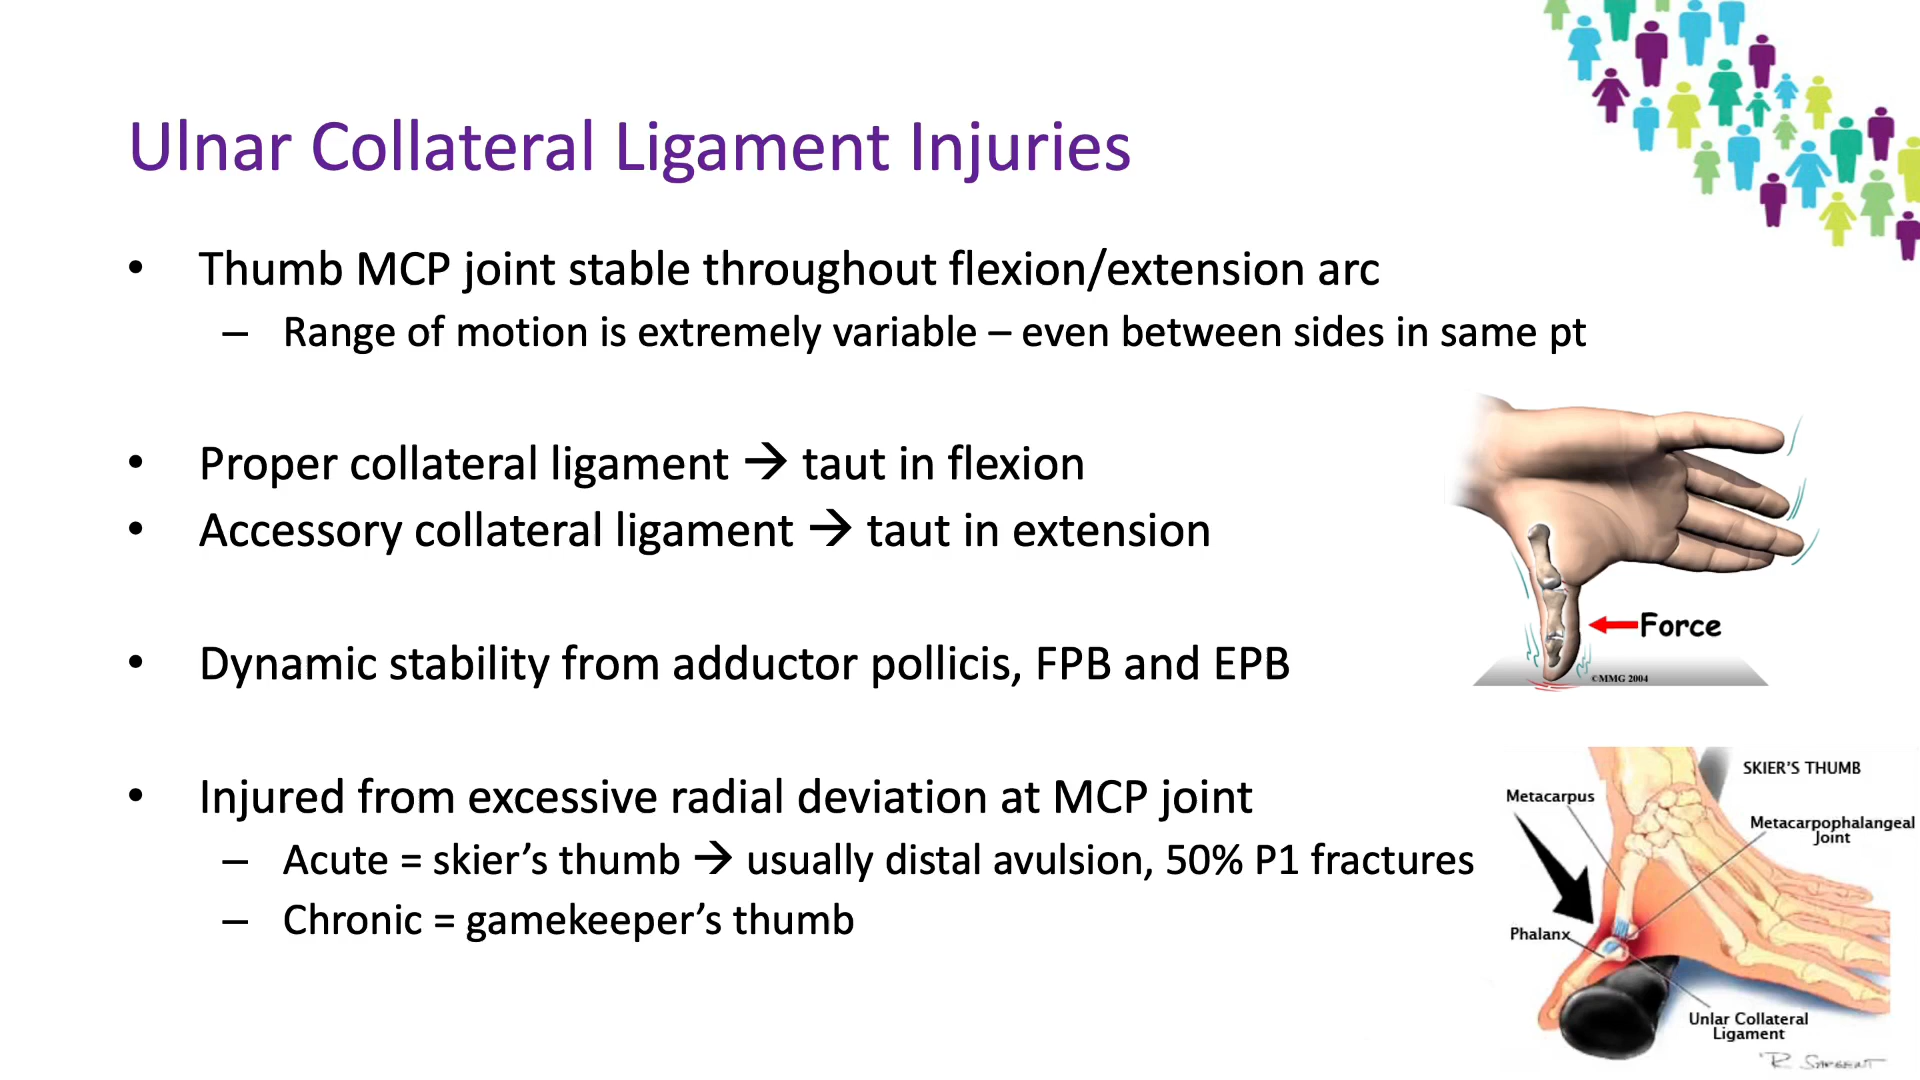 Ulnar Collateral Ligament Injuries
• Thumb MCP joint stable throughout flexion/extension arc
– Range of motion is extremely variable – even between sides in same pt
• Proper collateral ligament → taut in flexion
• Accessory collateral ligament → taut in extension
• Dynamic stability from adductor pollicis, FPB and EPB
• Injured from excessive radial deviation at MCP joint
– Acute = skier’s thumb → usually distal avulsion, 50% P1 fractures
– Chronic = gamekeeper’s thumb
Force
©MMG 2004
SKIER'S THUMB
Metacarpus
Metacarpophalangeal
Joint
Phalanx
Unlar Collateral
Ligament
R SARGENT